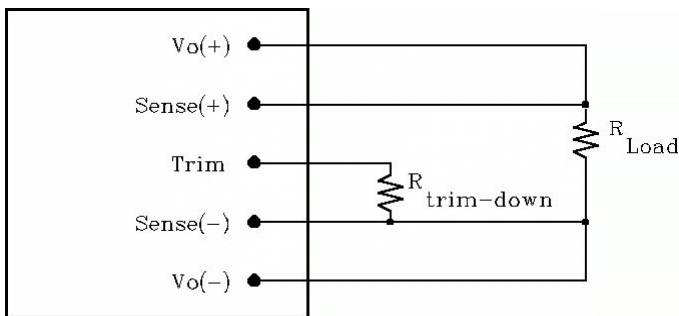 Vo(+)
Sense(+)
R Load
Trim
R trim-down
Sense(-)
Vo(-)